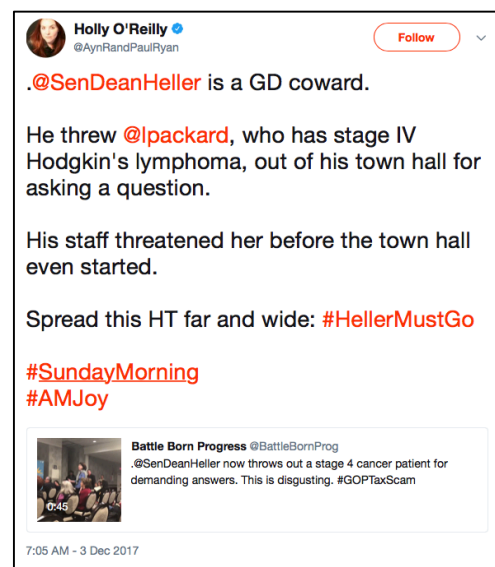 Holly O'Reilly
@AynRandPaulRyan
Follow
.@SenDeanHeller is a GD coward.
He threw @lpackard, who has stage IV
Hodgkin's lymphoma, out of his town hall for
asking a question.
His staff threatened her before the town hall
even started.
Spread this HT far and wide: #HellerMustGo
#SundayMorning
#AMJoy
Battle Born Progress @BattleBornProg
.@SenDeanHeller now throws out a stage 4 cancer patient for
demanding answers. This is disgusting. #GOPTaxScam
0:45
7:05 AM - 3 Dec 2017